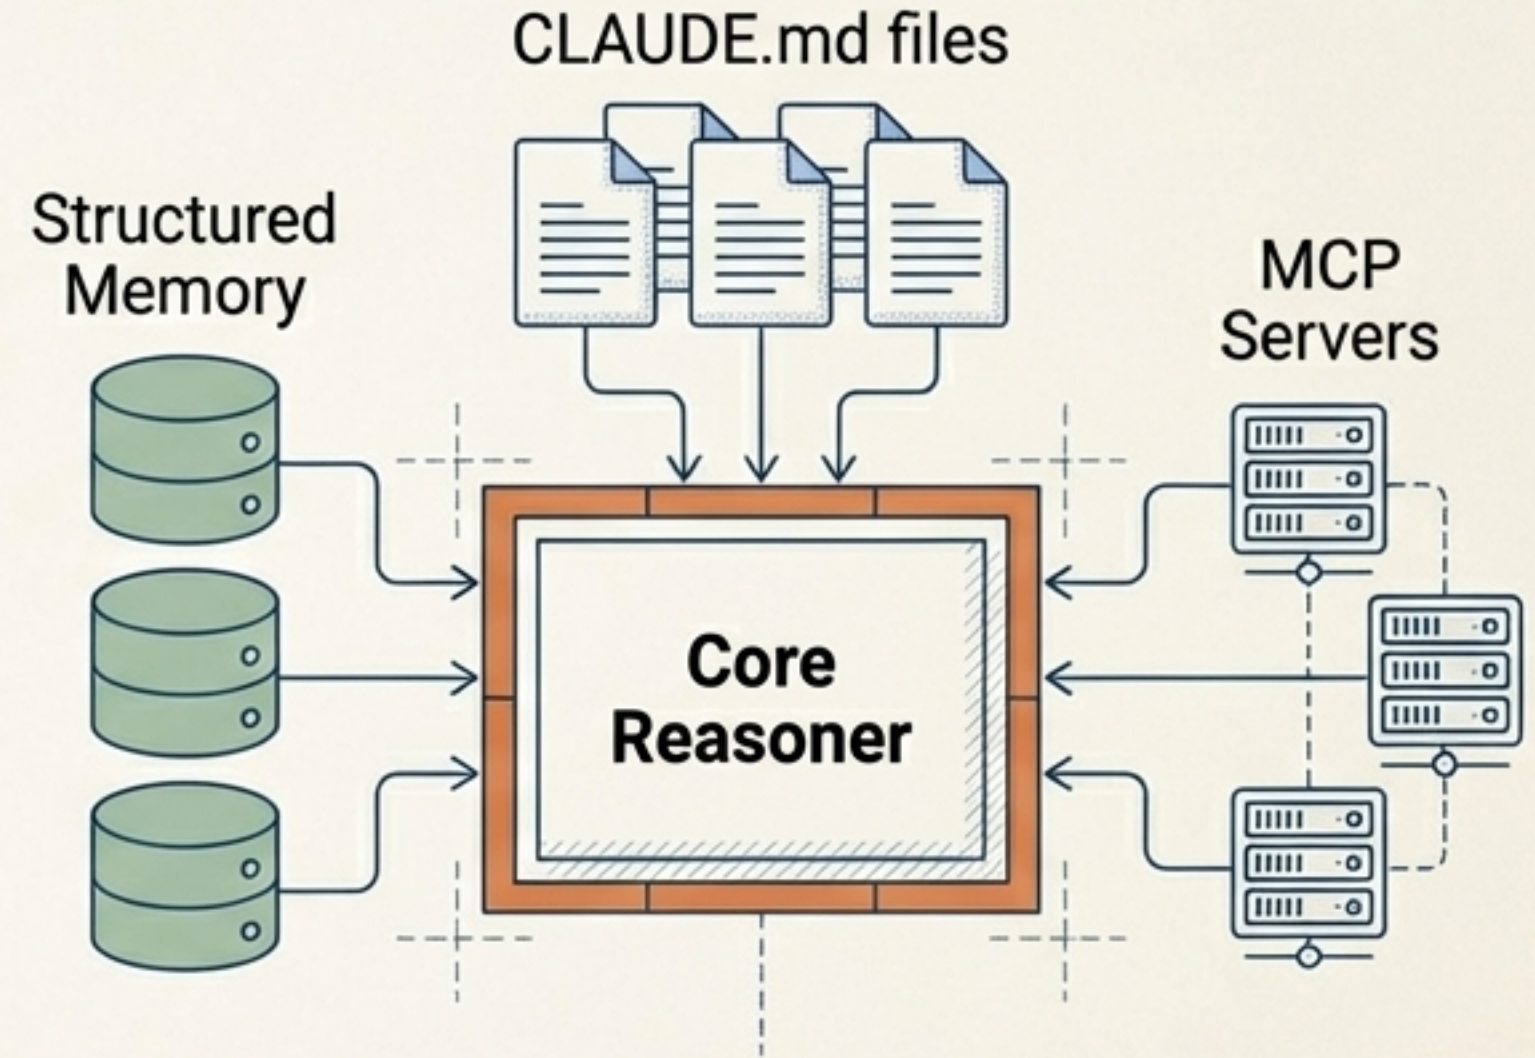 CLAUDE.md files
Structured
Memory
MCP
Servers
Core
Reasoner